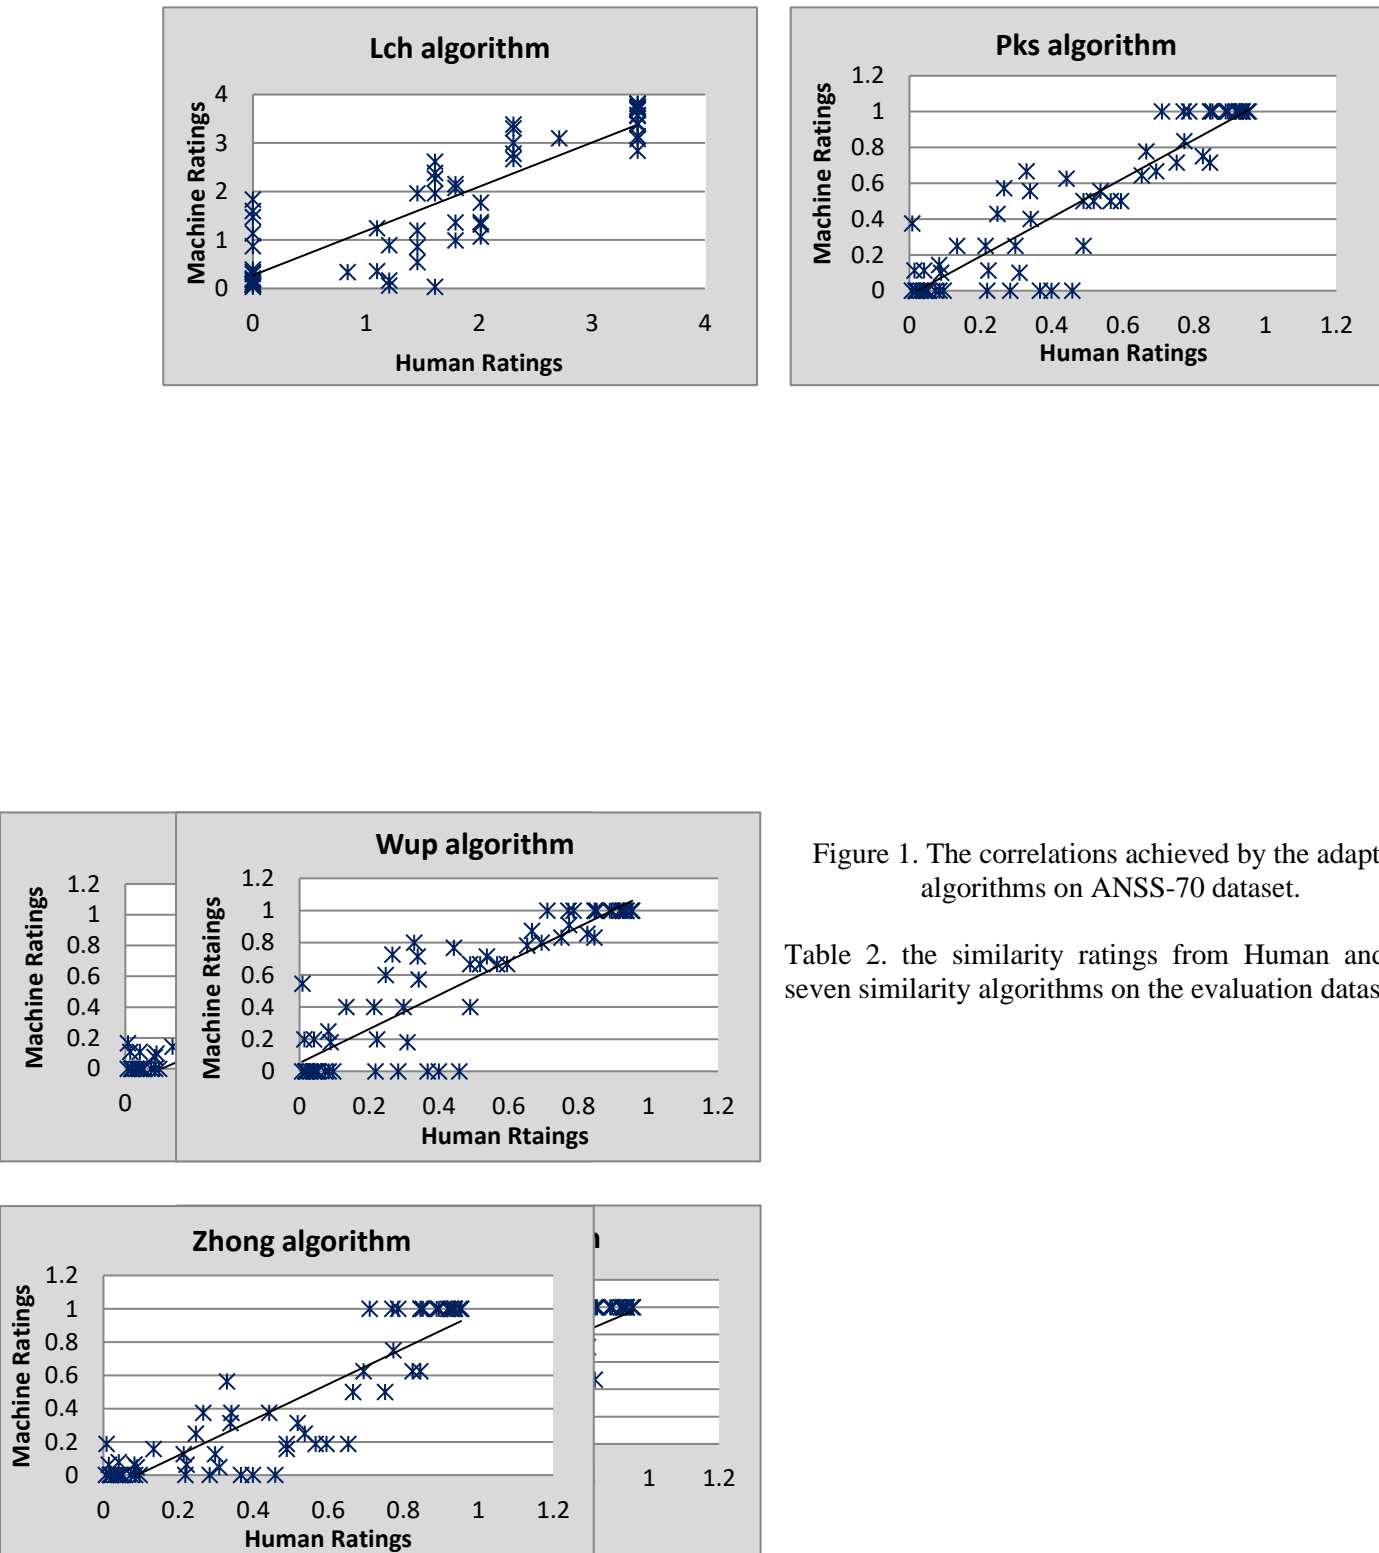 Lch algorithm
Machine Ratings
4
3
2
1
0
0 1 2 3 4
Human Ratings
Pks algorithm
Machine Ratings
1.2
1
0.8
0.6
0.4
0.2
0
0 0.2 0.4 0.6 0.8 1 1.2
Human Ratings
Machine Ratings
1.2
1
0.8
0.6
0.4
0.2
0
0
Wup algorithm
Machine Rtaings
1.2
1
0.8
0.6
0.4
0.2
0
0 0.2 0.4 0.6 0.8 1 1.2
Human Rtaings
Figure 1. The correlations achieved by the adapt
algorithms on ANSS-70 dataset.
Table 2. the similarity ratings from Human and
seven similarity algorithms on the evaluation datas
Zhong algorithm
Machine Ratings
1.2
1
0.8
0.6
0.4
0.2
0
0 0.2 0.4 0.6 0.8 1 1.2
Human Ratings
1 1.2